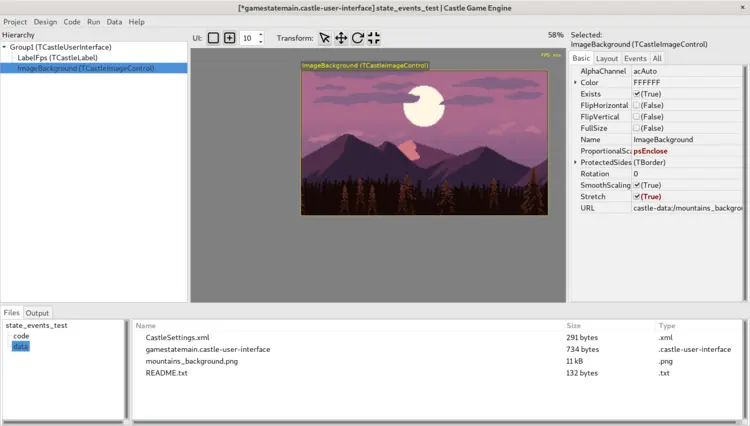 [*gamestatemain.castle-user-interface] state_events_test | Castle Game Engine
Project Design Code Run Data Help
Hierarchy
Group1 (TCastleUserInterface)
LabelFps (TCastleLabel)
ImageBackground (TCastleImageControl)
UI: 10 Transform: 58%
FPS: xxx
ImageBackground (TCastleImageControl)
Selected:
ImageBackground (TCastleImageControl)
Basic Layout Events All
AlphaChannel acAuto
Color FFFFFF
Exists (True)
FlipHorizontal (False)
FlipVertical (False)
FullSize (False)
Name ImageBackground
ProportionalSca psEnclose
ProtectedSides (TBorder)
Rotation 0
SmoothScaling (True)
Stretch (True)
URL castle-data:/mountains_backgrou
Files Output
state_events_test
code
data
Name Size Type
CastleSettings.xml 291 bytes .xml
gamestatemain.castle-user-interface 734 bytes .castle-user-interface
mountains_background.png 11 kB .png
README.txt 132 bytes .txt